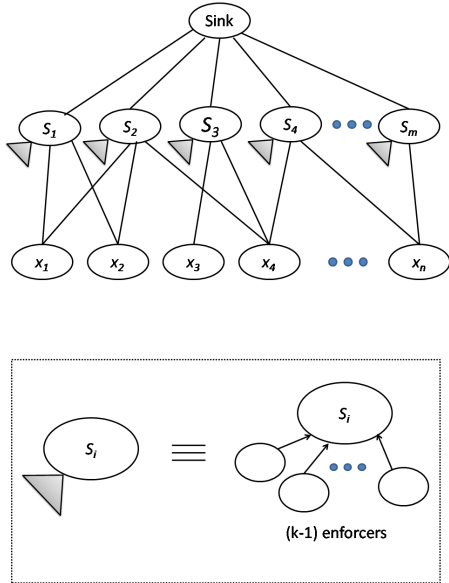 Sink
S1 S2 S3 S4 Sm
x1 x2 x3 x4 xn
Si Si
(k-1) enforcers